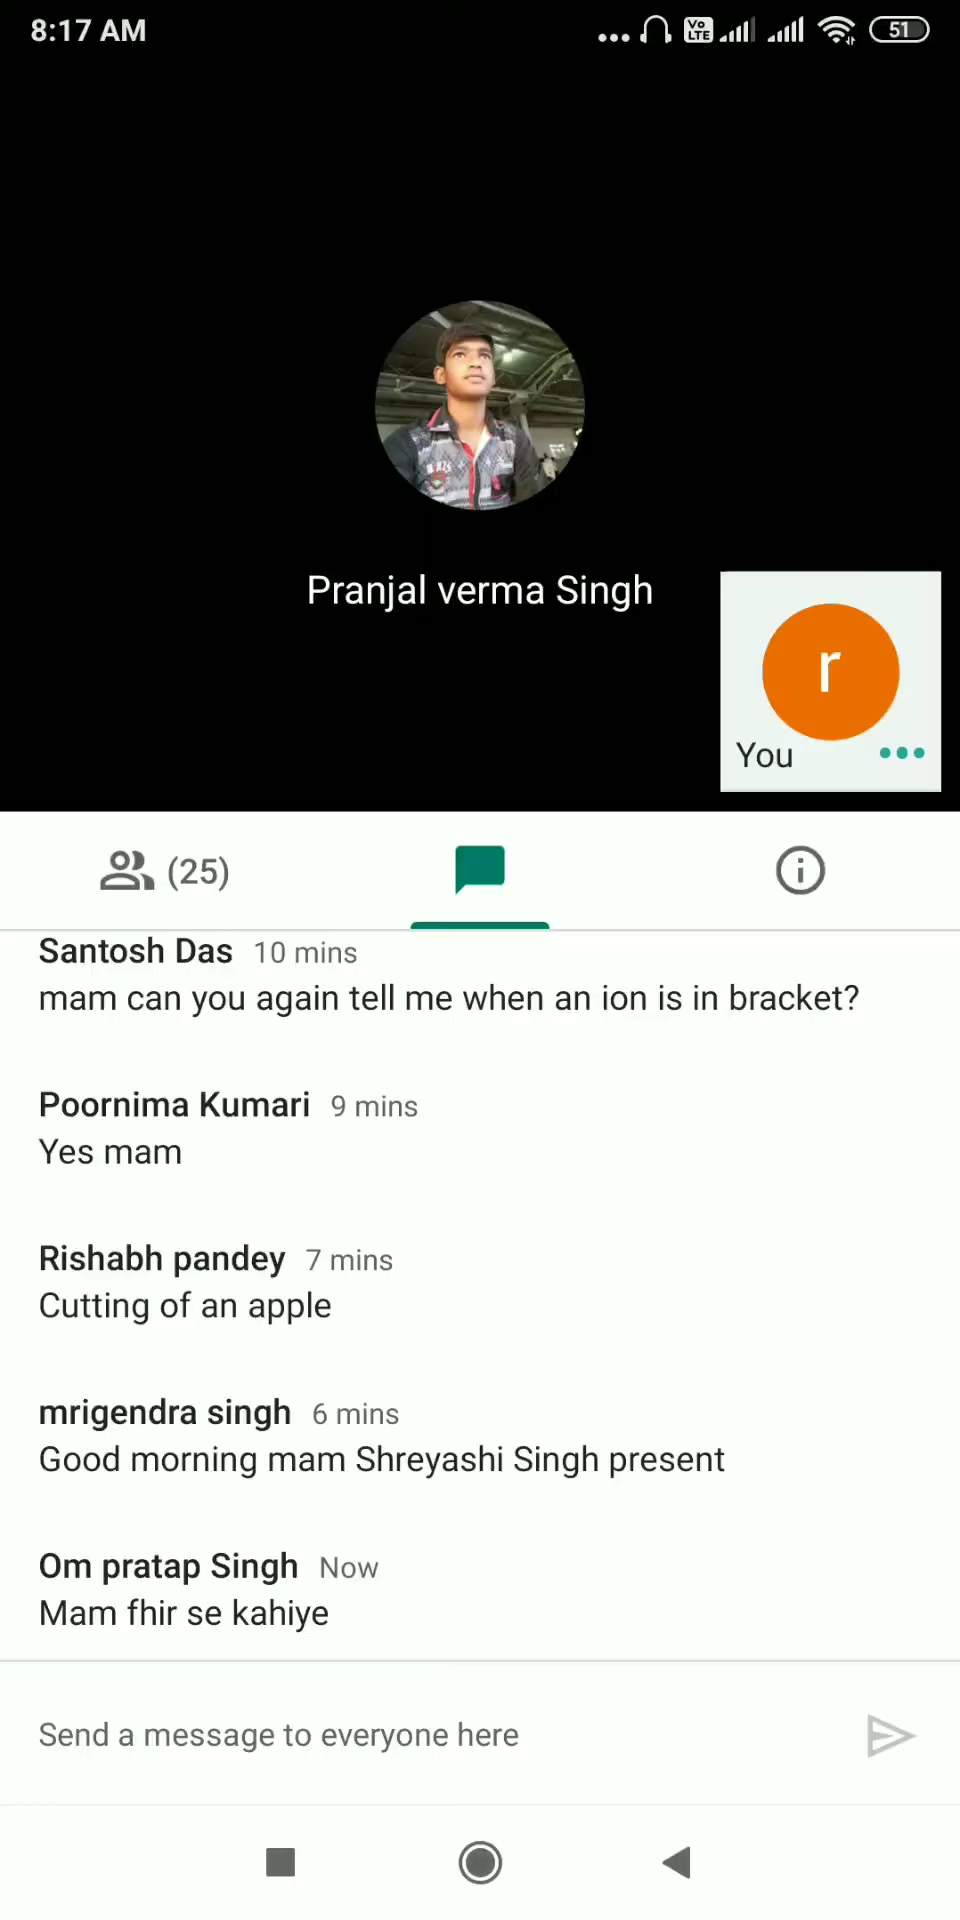 8:17 AM
Vo
LTE
51
Pranjal verma Singh
r
You
(25)
Santosh Das 10 mins
mam can you again tell me when an ion is in bracket?
Poornima Kumari 9 mins
Yes mam
Rishabh pandey 7 mins
Cutting of an apple
mrigendra singh 6 mins
Good morning mam Shreyashi Singh present
Om pratap Singh Now
Mam fhir se kahiye
Send a message to everyone here